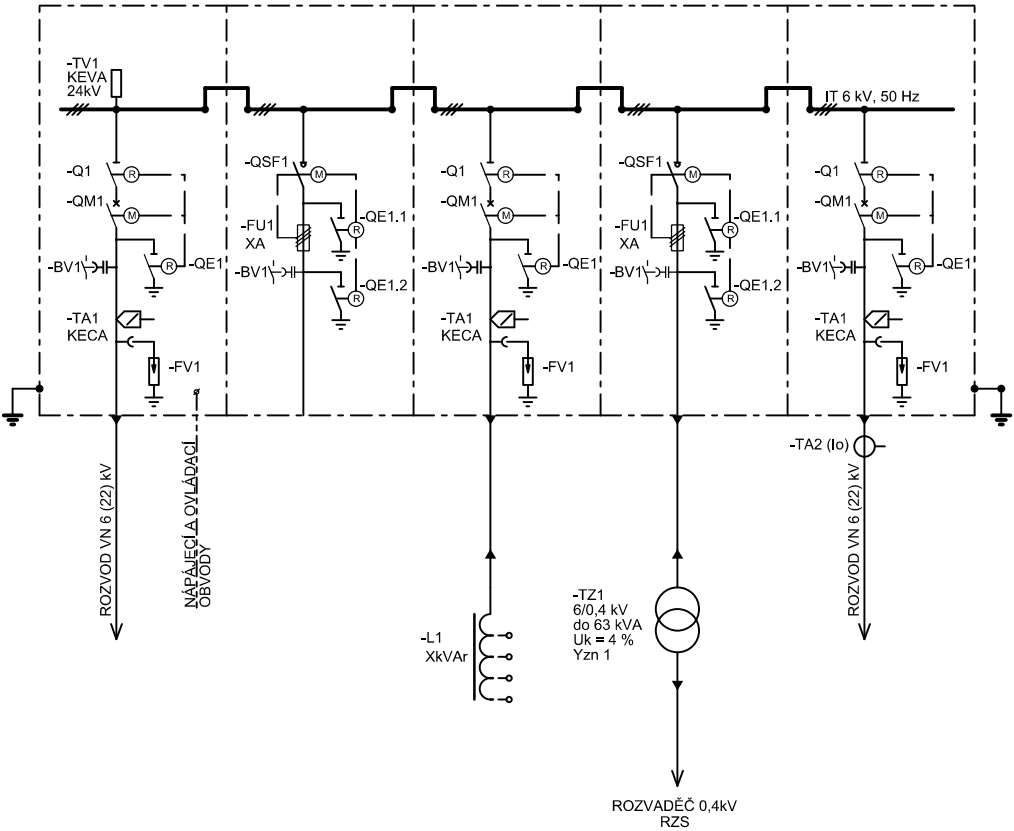 -TV1
KEVA
24kV
IT 6 kV, 50 Hz
-Q1
R
-QM1
M
-BV1
R
-QE1
-TA1
KECA
-FV1
-QSF1
M
-FU1
XA
R
-QE1.1
-BV1
R
-QE1.2
-Q1
R
-QM1
M
-BV1
R
-QE1
-TA1
KECA
-FV1
-QSF1
M
-FU1
XA
R
-QE1.1
-BV1
R
-QE1.2
-Q1
R
-QM1
M
-BV1
R
-QE1
-TA1
KECA
-FV1
-TA2 (Io)
ROZVOD VN 6 (22) kV
NAPÁJECÍ A OVLÁDACÍ
OBVODY
ROZVOD VN 6 (22) kV
-L1
XkVAr
-TZ1
6/0,4 kV
do 63 kVA
Uk = 4 %
Yzn 1
ROZVADĚČ 0,4kV
RZS